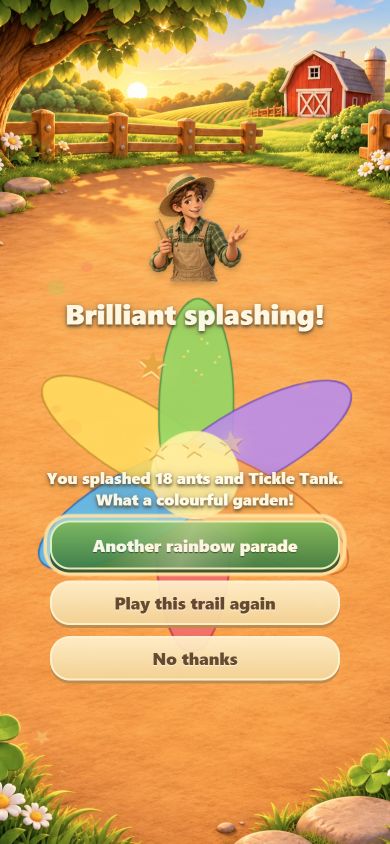 Brilliant splashing!
You splashed 18 ants and Tickle Tank.
What a colourful garden!
Another rainbow parade
Play this trail again
No thanks